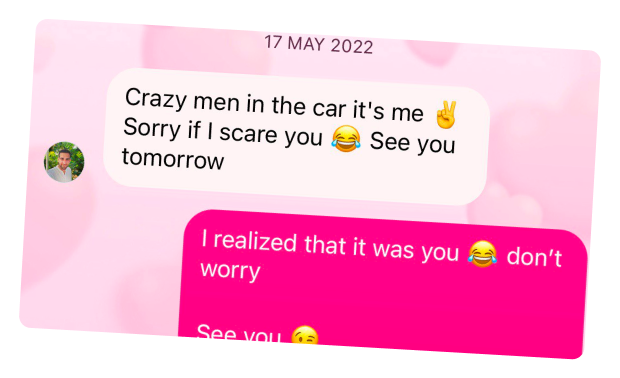 17 MAY 2022
Crazy men in the car it's me ✌️
Sorry if I scare you 😂 See you
tomorrow
I realized that it was you 😂 don’t
worry
See you 😉